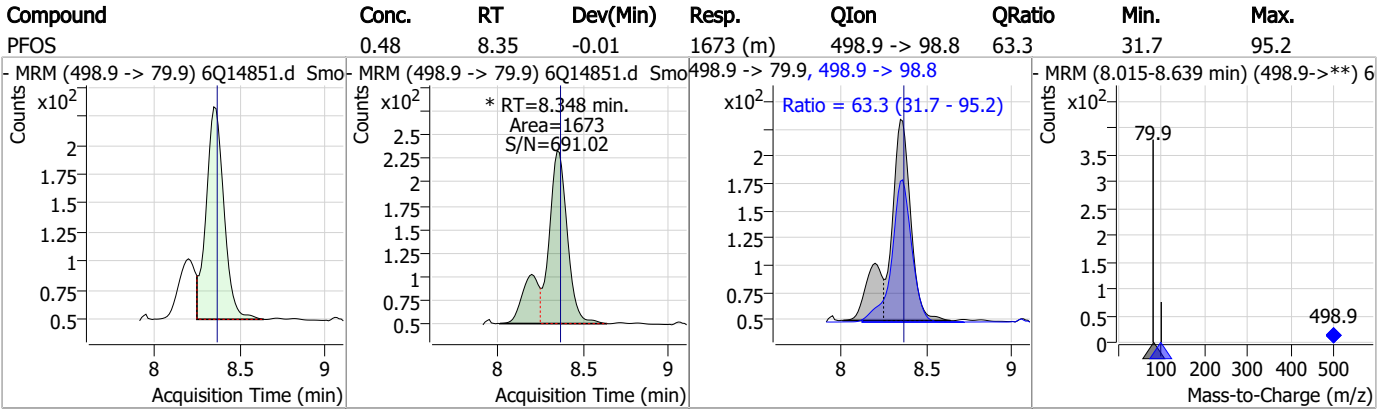 Compound Conc. RT Dev(Min) Resp. QIon QRatio Min. Max.
PFOS 0.48 8.35 -0.01 1673 (m) 498.9 -> 98.8 63.3 31.7 95.2
- MRM (498.9 -> 79.9) 6Q14851.d Smo
Counts
x10²
2
1.75
1.5
1.25
1
0.75
0.5
8 8.5 9
Acquisition Time (min)
- MRM (498.9 -> 79.9) 6Q14851.d Smo
Counts
x10²
* RT=8.348 min.
Area=1673
S/N=691.02
2.5
2.25
2
1.75
1.5
1.25
1
0.75
0.5
8 8.5 9
Acquisition Time (min)
498.9 -> 79.9, 498.9 -> 98.8
x10²
Ratio = 63.3 (31.7 - 95.2)
2
1.75
1.5
1.25
1
0.75
0.5
8 8.5 9
Acquisition Time (min)
- MRM (8.015-8.639 min) (498.9->**) 6
Counts
x10²
79.9
3.5
3
2.5
2
1.5
1
0.5
0
498.9
100 200 300 400 500
Mass-to-Charge (m/z)